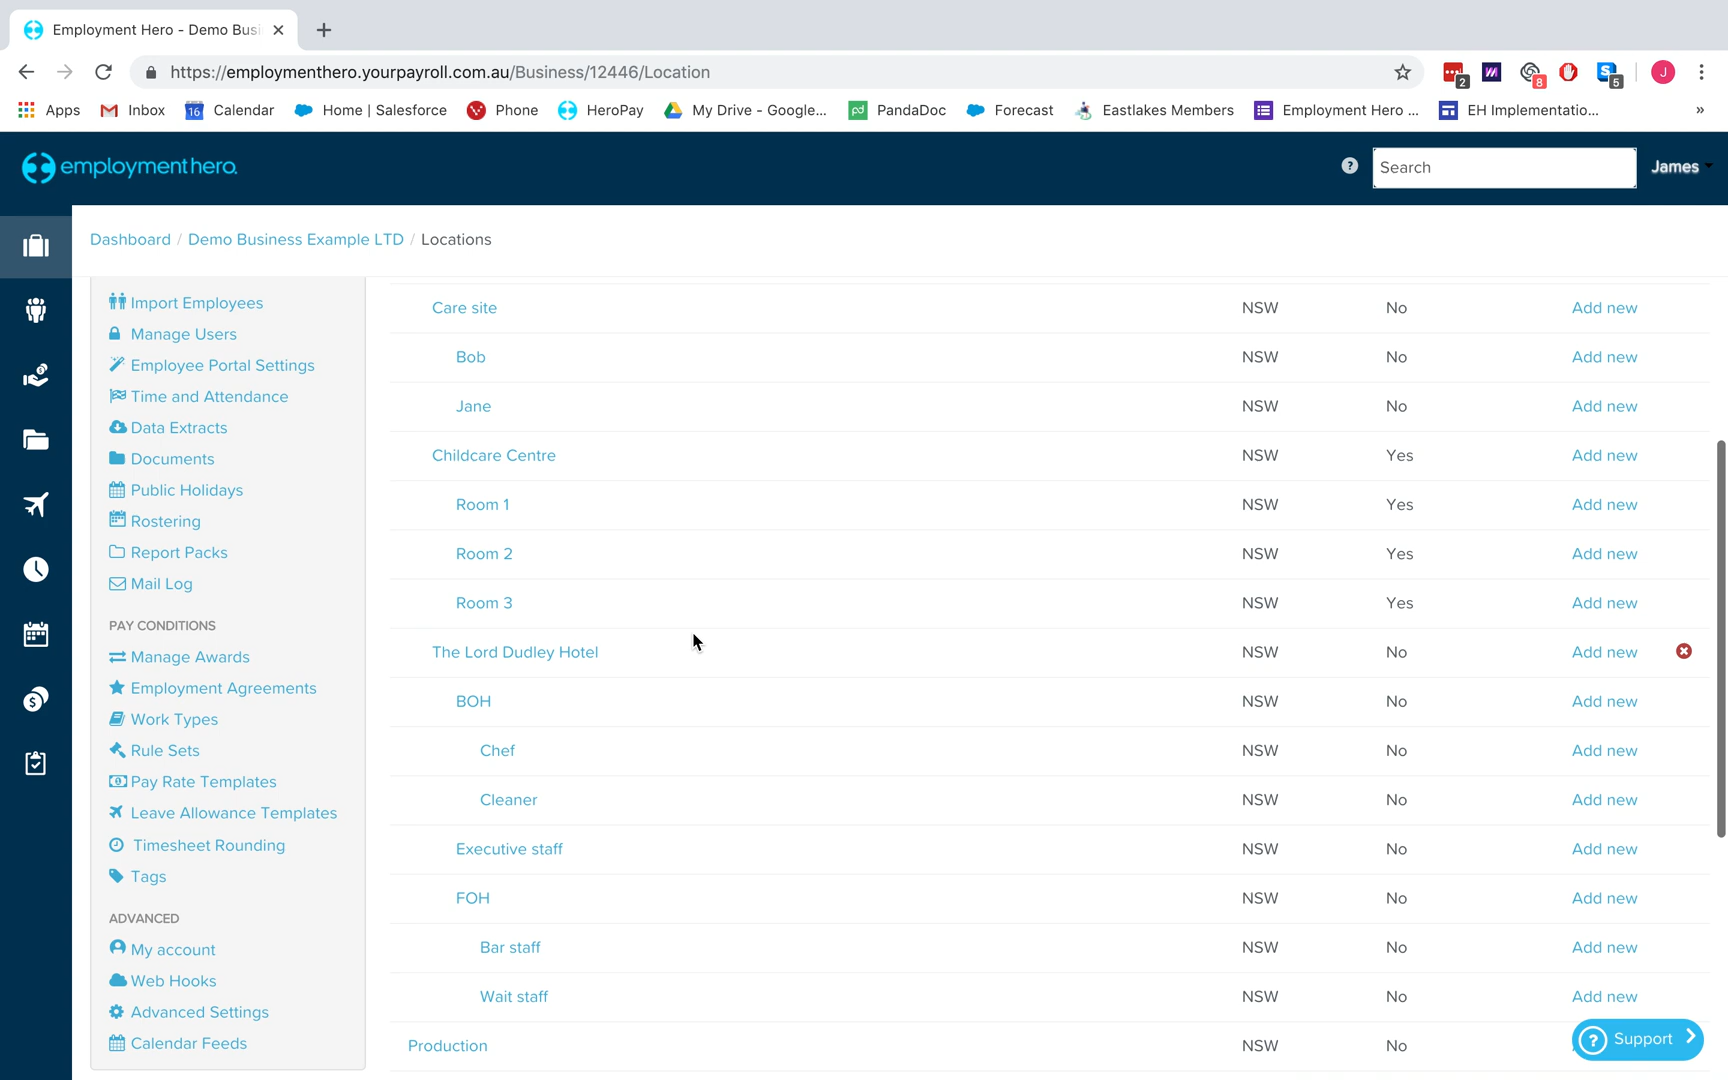 Employment Hero - Demo Busi
https://employmenthero.yourpayroll.com.au/Business/12446/Location
2
8
5
J
Apps
Inbox
16
Calendar
Home | Salesforce
Phone
HeroPay
My Drive - Google...
pd
PandaDoc
Forecast
Eastlakes Members
Employment Hero ...
EH Implementatio...
»
employmenthero.
?
Search
James
Dashboard / Demo Business Example LTD / Locations
Import Employees
Manage Users
Employee Portal Settings
Time and Attendance
Data Extracts
Documents
Public Holidays
Rostering
Report Packs
Mail Log
PAY CONDITIONS
Manage Awards
Employment Agreements
Work Types
Rule Sets
Pay Rate Templates
Leave Allowance Templates
Timesheet Rounding
Tags
ADVANCED
My account
Web Hooks
Advanced Settings
Calendar Feeds
Care site NSW No Add new
Bob NSW No Add new
Jane NSW No Add new
Childcare Centre NSW Yes Add new
Room 1 NSW Yes Add new
Room 2 NSW Yes Add new
Room 3 NSW Yes Add new
The Lord Dudley Hotel NSW No Add new
BOH NSW No Add new
Chef NSW No Add new
Cleaner NSW No Add new
Executive staff NSW No Add new
FOH NSW No Add new
Bar staff NSW No Add new
Wait staff NSW No Add new
Production NSW No
? Support